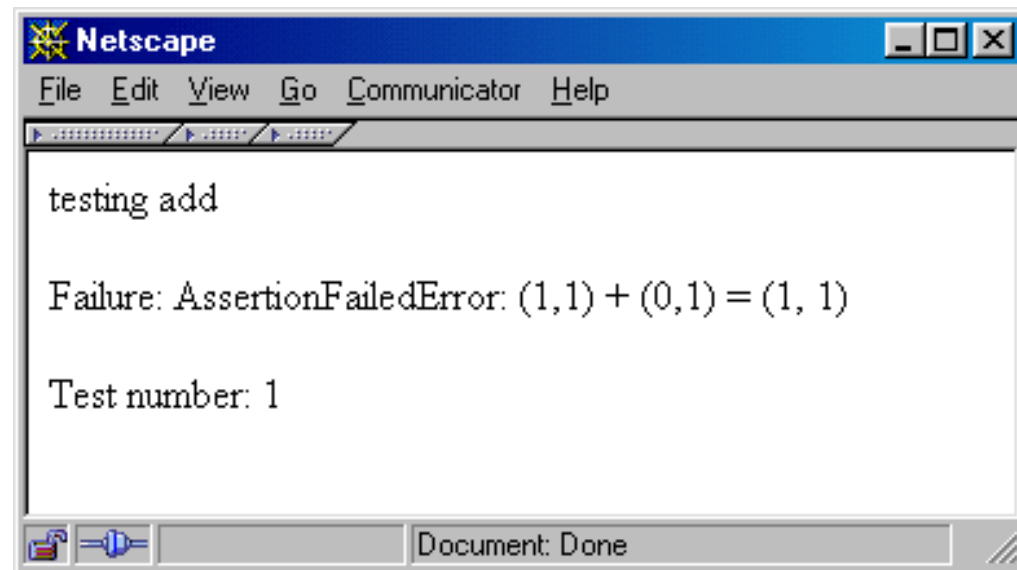 Netscape
File Edit View Go Communicator Help
testing add
Failure: AssertionFailedError: (1,1) + (0,1) = (1, 1)
Test number: 1
Document: Done